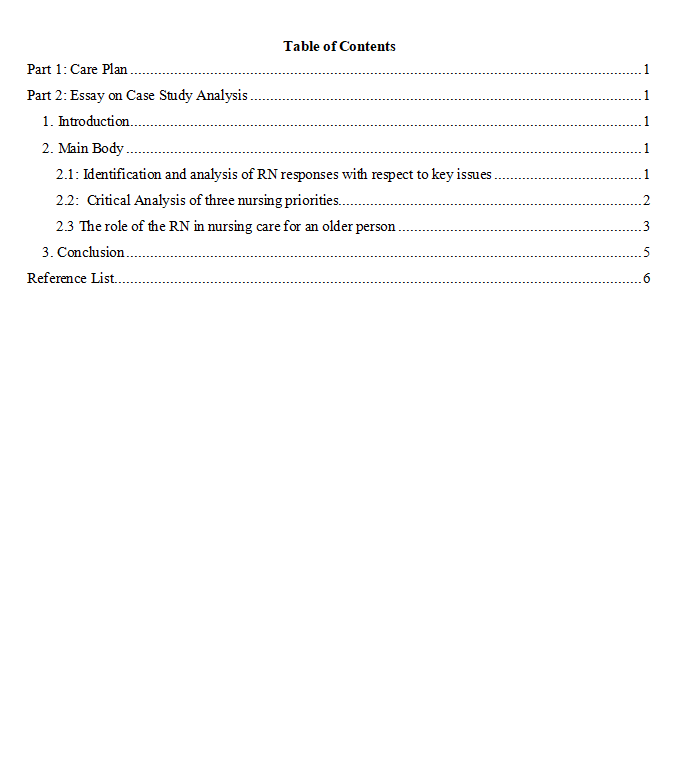 Table of Contents
Part 1: Care Plan 1
Part 2: Essay on Case Study Analysis 1
1. Introduction 1
2. Main Body 1
2.1: Identification and analysis of RN responses with respect to key issues 1
2.2: Critical Analysis of three nursing priorities 2
2.3 The role of the RN in nursing care for an older person 3
3. Conclusion 5
Reference List 6